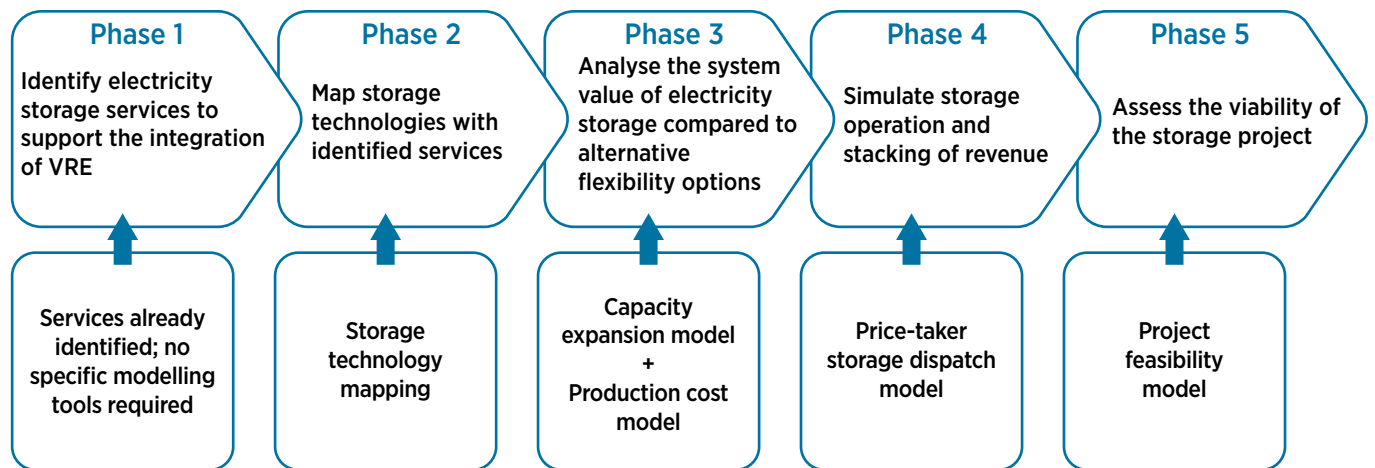 Phase 1
Identify electricity
storage services to
support the integration
of VRE
Phase 2
Map storage
technologies with
identified services
Phase 3
Analyse the system
value of electricity
storage compared to
alternative
flexibility options
Phase 4
Simulate storage
operation and
stacking of revenue
Phase 5
Assess the viability of
the storage project
Services already
identified; no
specific modelling
tools required
Storage
technology
mapping
Capacity
expansion model
+
Production cost
model
Price-taker
storage dispatch
model
Project
feasibility
model